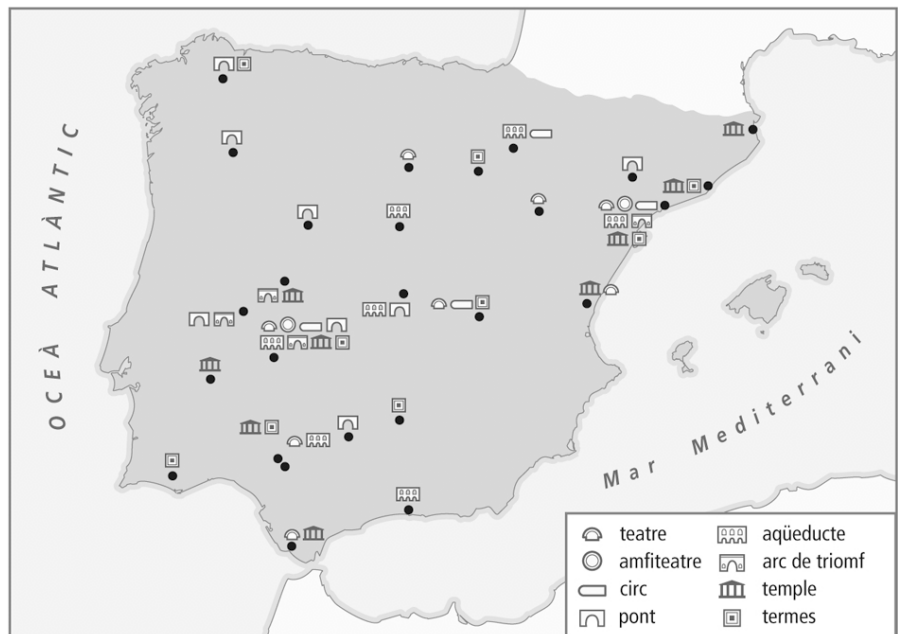 OCEÀ ATLÀNTIC
Mar Mediterrani
teatre
amfiteatre
circ
pont
aqüeducte
arc de triomf
temple
termes